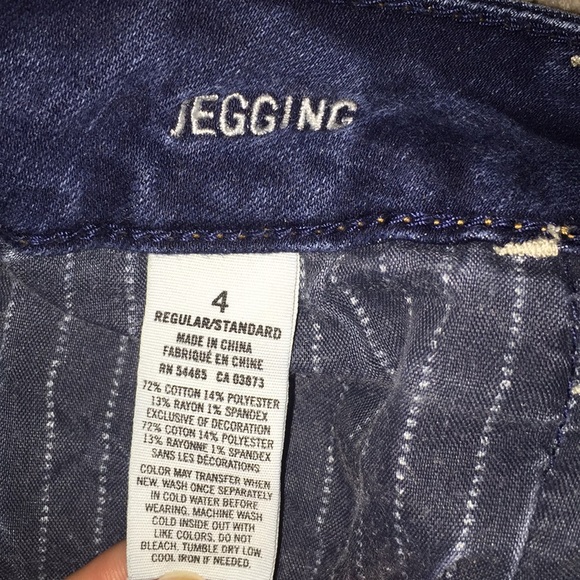 JEGGING
4
REGULAR/STANDARD
MADE IN CHINA
FABRIQUÉ EN CHINE
RN 54485 CA 03873
72% COTTON 14% POLYESTER
13% RAYON 1% SPANDEX
EXCLUSIVE OF DECORATION
72% COTON 14% POLYESTER
13% RAYONNE 1% SPANDEX
SANS LES DÉCORATIONS
COLOR MAY TRANSFER WHEN
NEW. WASH ONCE SEPARATELY
IN COLD WATER BEFORE
WEARING. MACHINE WASH
COLD INSIDE OUT WITH
LIKE COLORS. DO NOT
BLEACH. TUMBLE DRY LOW.
COOL IRON IF NEEDED.